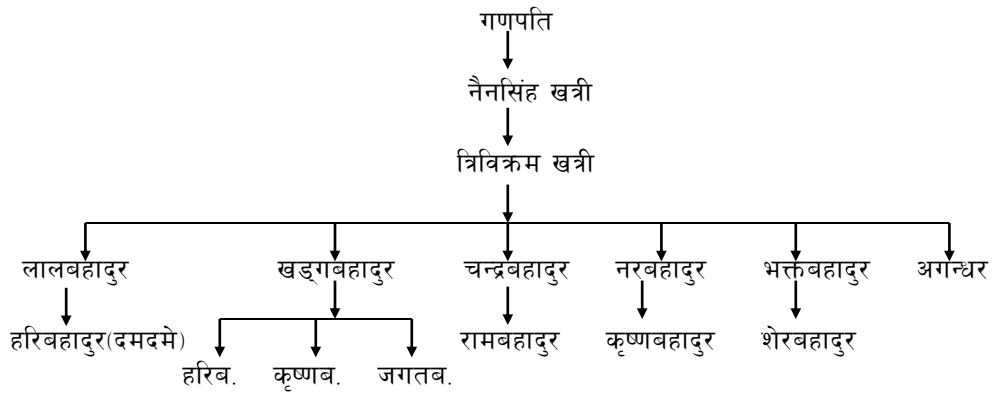 गणपति
नैनसिंह खत्री
त्रिविक्रम खत्री
लालबहादुर खड्गबहादुर चन्द्रबहादुर नरबहादुर भक्तबहादुर अगन्धर
हरिबहादुर(दमदमे) रामबहादुर कृष्णबहादुर शेरबहादुर
हरिब. कृष्णब. जगतब.